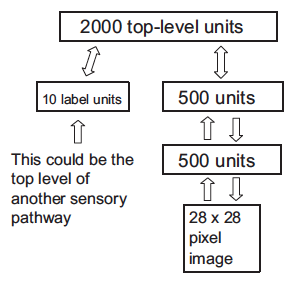 2000 top-level units
10 label units
500 units
This could be the
top level of
another sensory
pathway
500 units
28 x 28
pixel
image